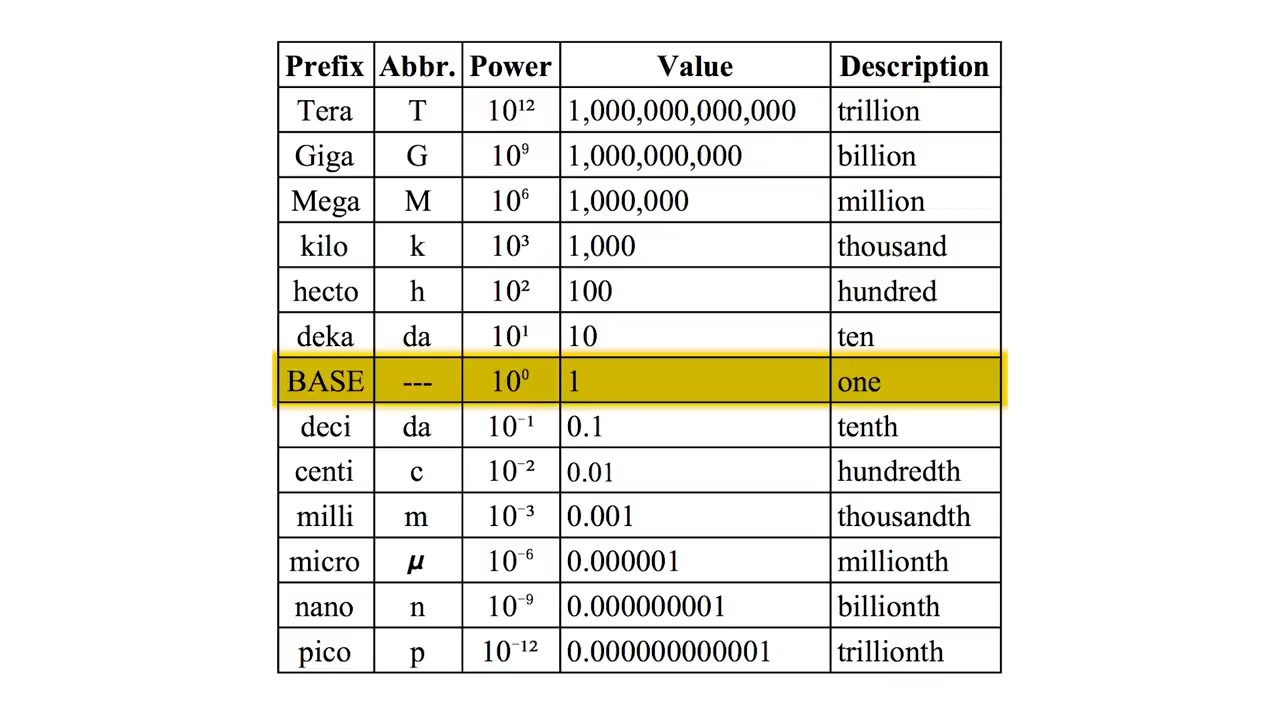 Prefix Abbr. Power Value Description
Tera T 10¹² 1,000,000,000,000 trillion
Giga G 10⁹ 1,000,000,000 billion
Mega M 10⁶ 1,000,000 million
kilo k 10³ 1,000 thousand
hecto h 10² 100 hundred
deka da 10¹ 10 ten
BASE --- 10⁰ 1 one
deci da 10⁻¹ 0.1 tenth
centi c 10⁻² 0.01 hundredth
milli m 10⁻³ 0.001 thousandth
micro μ 10⁻⁶ 0.000001 millionth
nano n 10⁻⁹ 0.000000001 billionth
pico p 10⁻¹² 0.000000000001 trillionth